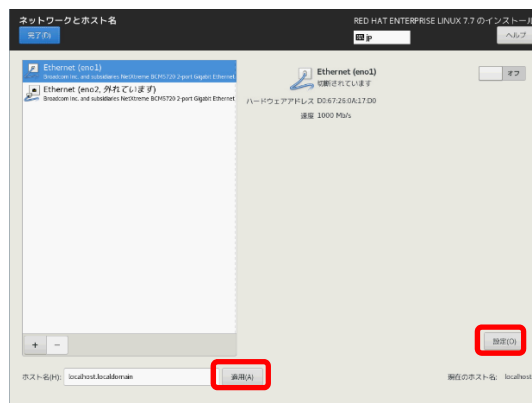 ネットワークとホスト名
RED HAT ENTERPRISE LINUX 7.7 のインストール
完了(D)
jp
ヘルプ
Ethernet (eno1)
Broadcom Inc. and subsidiaries NetXtreme BCM5720 2-port Gigabit Ethernet
Ethernet (eno2, 外れています)
Broadcom Inc. and subsidiaries NetXtreme BCM5720 2-port Gigabit Ethernet
Ethernet (eno1)
切断されています
オフ
ハードウェアアドレス D0:67:26:0A:17:D0
速度 1000 Mb/s
+ −
設定(O)
ホスト名(H): localhost.localdomain
適用(A)
現在のホスト名: localhost